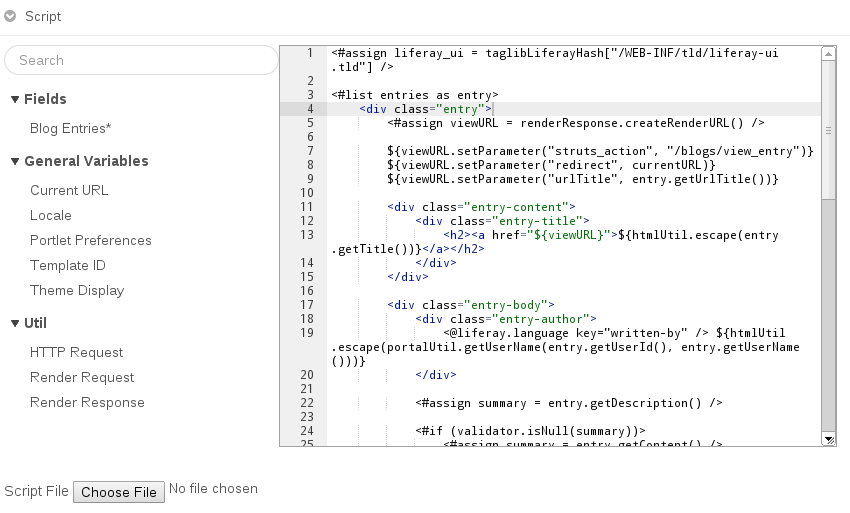 Script
Search
Fields
Blog Entries*
General Variables
Current URL
Locale
Portlet Preferences
Template ID
Theme Display
Util
HTTP Request
Render Request
Render Response
1 <#assign liferay_ui = taglibLiferayHash["/WEB-INF/tld/liferay-ui
.tld"] />
2
3 <#list entries as entry>
4 <div class="entry">
5 <#assign viewURL = renderResponse.createRenderURL() />
6
7 ${viewURL.setParameter("struts_action", "/blogs/view_entry")}
8 ${viewURL.setParameter("redirect", currentURL)}
9 ${viewURL.setParameter("urlTitle", entry.getUrlTitle())}
10
11 <div class="entry-content">
12 <div class="entry-title">
13 <h2><a href="${viewURL}">${htmlUtil.escape(entry
.getTitle())}</a></h2>
14 </div>
15 </div>
16
17 <div class="entry-body">
18 <div class="entry-author">
19 <@liferay.language key="written-by" /> ${htmlUtil
.escape(portalUtil.getUserName(entry.getUserId(), entry.getUserName
()))}
20 </div>
21
22 <#assign summary = entry.getDescription() />
23
24 <#if (validator.isNull(summary))>
25 <#assign summary = entry.getContent() />
Script File Choose File No file chosen